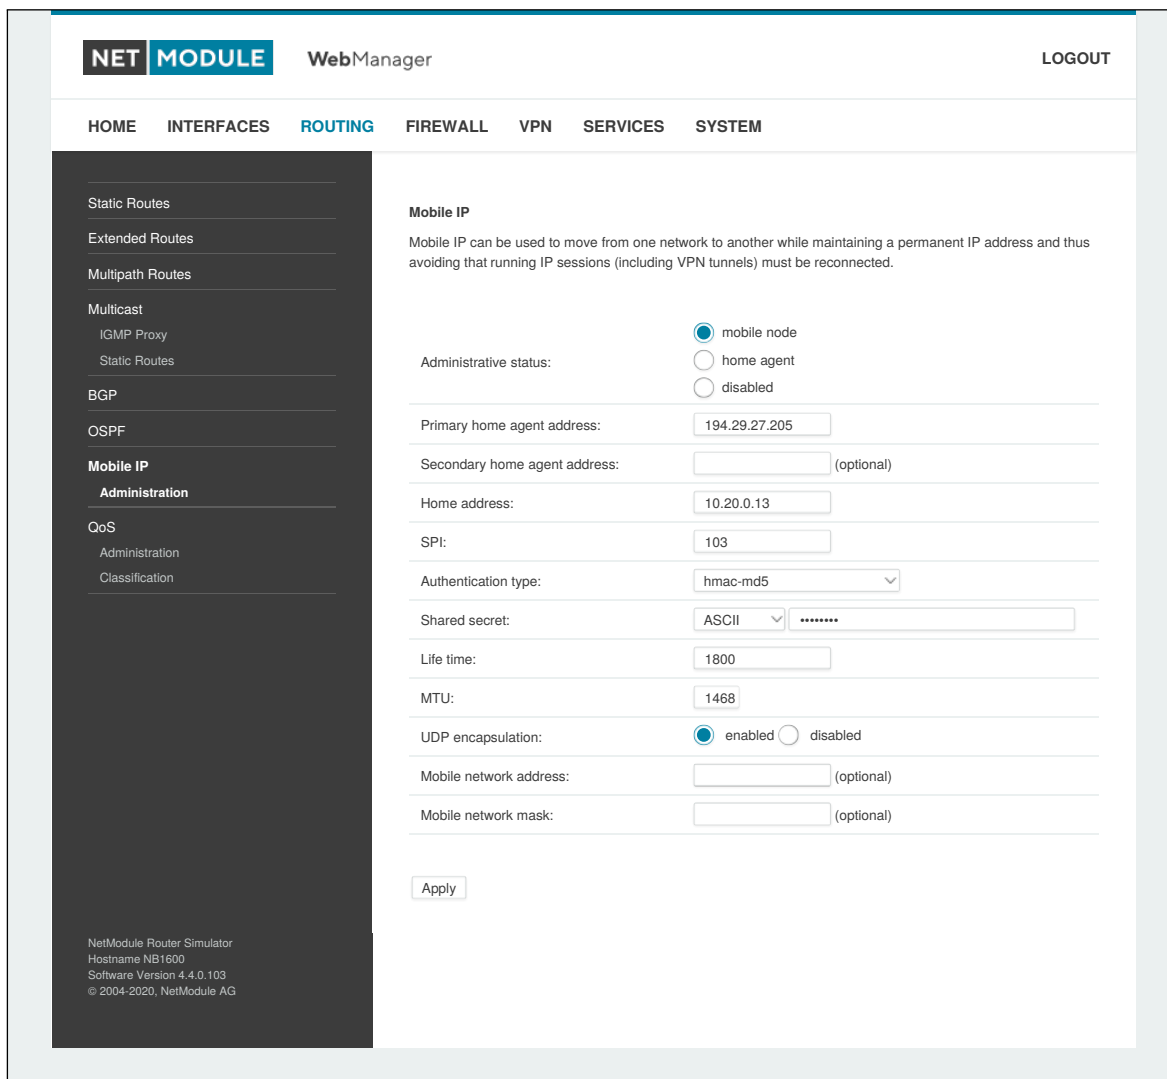 NET MODULE WebManager LOGOUT
HOME INTERFACES ROUTING FIREWALL VPN SERVICES SYSTEM
Static Routes
Extended Routes
Multipath Routes
Multicast
IGMP Proxy
Static Routes
BGP
OSPF
Mobile IP
Administration
QoS
Administration
Classification
NetModule Router Simulator
Hostname NB1600
Software Version 4.4.0.103
© 2004-2020, NetModule AG
Mobile IP
Mobile IP can be used to move from one network to another while maintaining a permanent IP address and thus
avoiding that running IP sessions (including VPN tunnels) must be reconnected.
Administrative status:
mobile node
home agent
disabled
Primary home agent address: 194.29.27.205
Secondary home agent address: (optional)
Home address: 10.20.0.13
SPI: 103
Authentication type: hmac-md5
Shared secret: ASCII ••••••••
Life time: 1800
MTU: 1468
UDP encapsulation: enabled disabled
Mobile network address: (optional)
Mobile network mask: (optional)
Apply